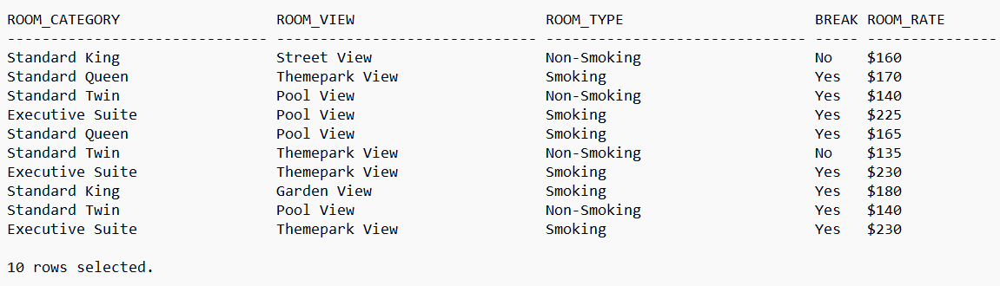 ROOM_CATEGORY                  ROOM_VIEW                      ROOM_TYPE                      BREAK ROOM_RATE
------------------------------ ------------------------------ ------------------------------ ----- ---------------
Standard King                  Street View                    Non-Smoking                    No    $160
Standard Queen                 Themepark View                 Smoking                        Yes   $170
Standard Twin                  Pool View                      Non-Smoking                    Yes   $140
Executive Suite                Pool View                      Smoking                        Yes   $225
Standard Queen                 Pool View                      Smoking                        Yes   $165
Standard Twin                  Themepark View                 Non-Smoking                    No    $135
Executive Suite                Themepark View                 Smoking                        Yes   $230
Standard King                  Garden View                    Smoking                        Yes   $180
Standard Twin                  Pool View                      Non-Smoking                    Yes   $140
Executive Suite                Themepark View                 Smoking                        Yes   $230
10 rows selected.